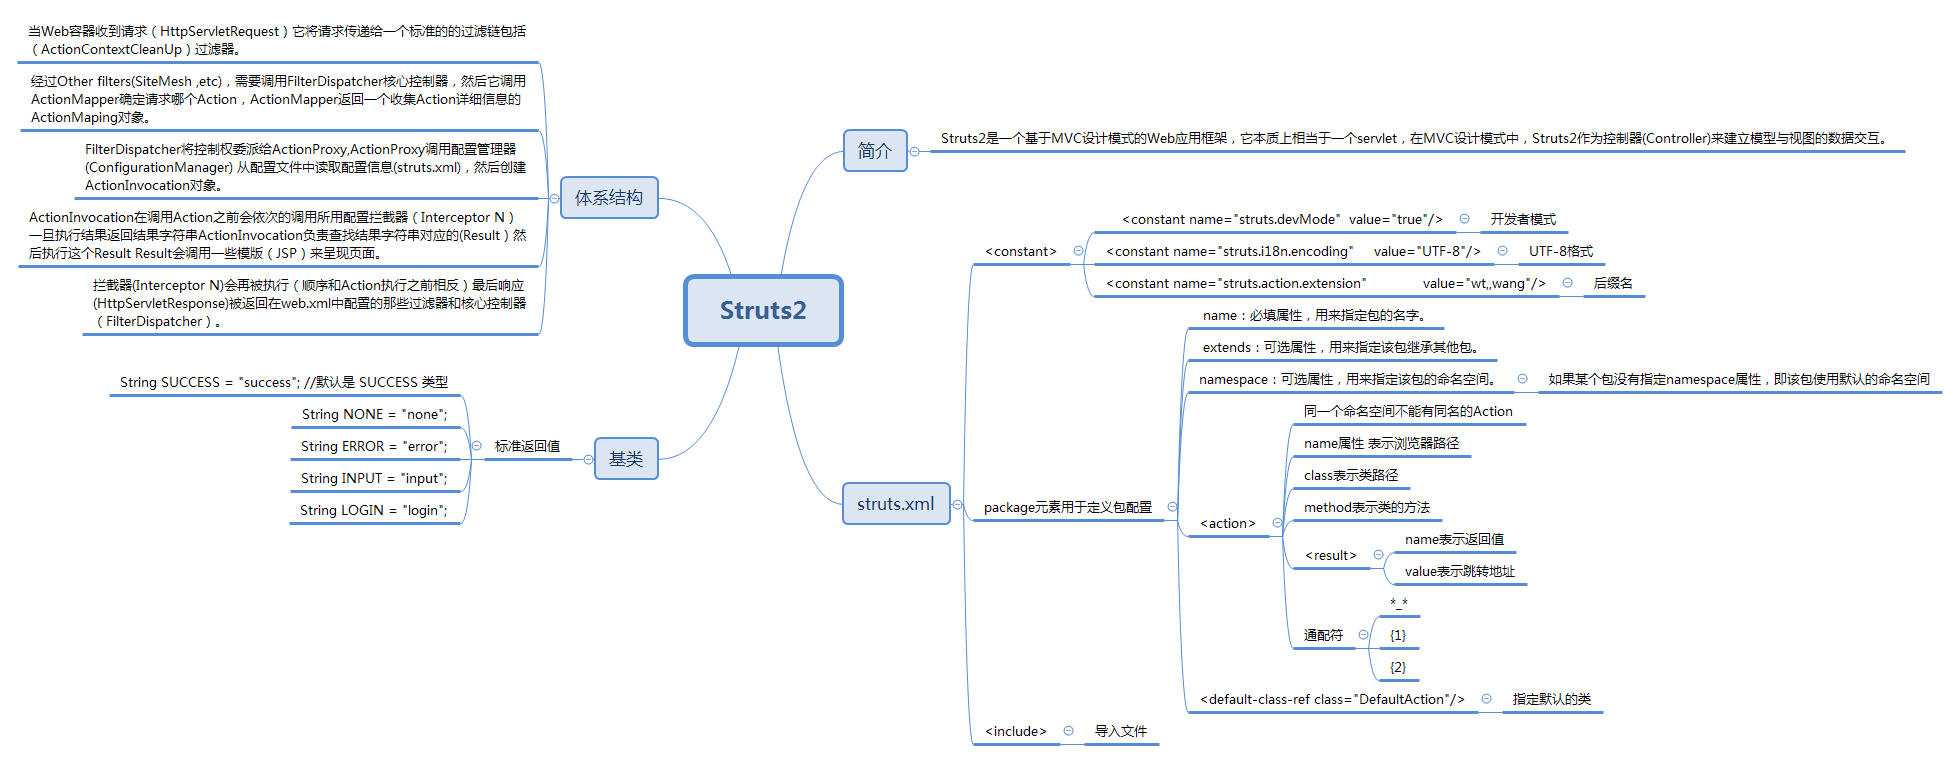 Struts2
简介
Struts2是一个基于MVC设计模式的Web应用框架，它本质上相当于一个servlet，在MVC设计模式中，Struts2作为控制器(Controller)来建立模型与视图的数据交互。
struts.xml
<constant>
<constant name="struts.devMode"  value="true"/>
开发者模式
<constant name="struts.i18n.encoding"     value="UTF-8"/>
UTF-8格式
<constant name="struts.action.extension"              value="wt,,wang"/>
后缀名
package元素用于定义包配置
name：必填属性，用来指定包的名字。
extends：可选属性，用来指定该包继承其他包。
namespace：可选属性，用来指定该包的命名空间。
如果某个包没有指定namespace属性，即该包使用默认的命名空间
<action>
同一个命名空间不能有同名的Action
name属性 表示浏览器路径
class表示类路径
method表示类的方法
<result>
name表示返回值
value表示跳转地址
通配符
*_*
{1}
{2}
<default-class-ref class="DefaultAction"/>
指定默认的类
<include>
导入文件
体系结构
当Web容器收到请求（HttpServletRequest）它将请求传递给一个标准的的过滤链包括
（ActionContextCleanUp）过滤器。
经过Other filters(SiteMesh ,etc)，需要调用FilterDispatcher核心控制器，然后它调用
ActionMapper确定请求哪个Action，ActionMapper返回一个收集Action详细信息的
ActionMaping对象。
FilterDispatcher将控制权委派给ActionProxy,ActionProxy调用配置管理器
(ConfigurationManager) 从配置文件中读取配置信息(struts.xml)，然后创建
ActionInvocation对象。
ActionInvocation在调用Action之前会依次的调用所用配置拦截器（Interceptor N）
一旦执行结果返回结果字符串ActionInvocation负责查找结果字符串对应的(Result）然
后执行这个Result Result会调用一些模版（JSP）来呈现页面。
拦截器(Interceptor N)会再被执行（顺序和Action执行之前相反）最后响应
(HttpServletResponse)被返回在web.xml中配置的那些过滤器和核心控制器
（FilterDispatcher）。
基类
标准返回值
String SUCCESS = "success"; //默认是 SUCCESS 类型
String NONE = "none";
String ERROR = "error";
String INPUT = "input";
String LOGIN = "login";